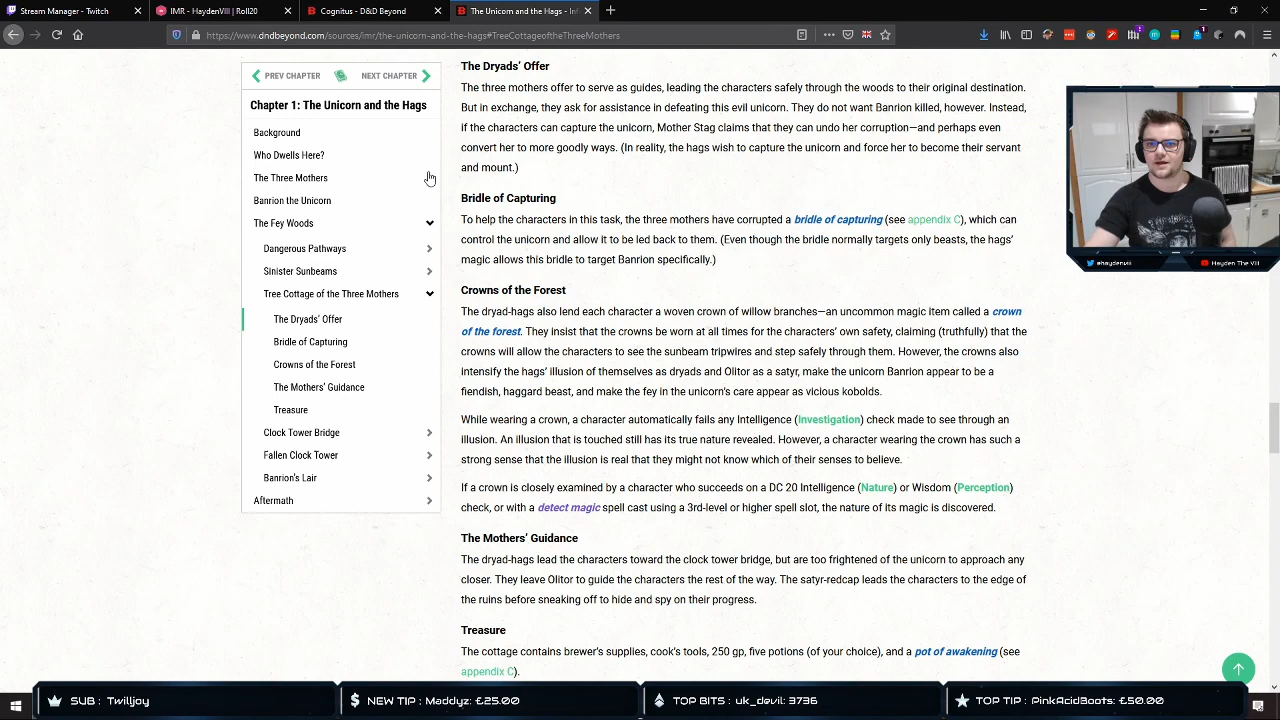 Stream Manager - Twitch
IMR - HaydenVill | Roll20
Cognitus - D&D Beyond
The Unicorn and the Hags - Inf
https://www.dndbeyond.com/sources/imr/the-unicorn-and-the-hags#TreeCottageoftheThreeMothers
PREV CHAPTER
NEXT CHAPTER
Chapter 1: The Unicorn and the Hags
Background
Who Dwells Here?
The Three Mothers
Banrion the Unicorn
The Fey Woods
Dangerous Pathways
Sinister Sunbeams
Tree Cottage of the Three Mothers
The Dryads' Offer
Bridle of Capturing
Crowns of the Forest
The Mothers' Guidance
Treasure
Clock Tower Bridge
Fallen Clock Tower
Banrion's Lair
Aftermath
The Dryads' Offer
The three mothers offer to serve as guides, leading the characters safely through the woods to their original destination.
But in exchange, they ask for assistance in defeating this evil unicorn. They do not want Banrion killed, however. Instead,
if the characters can capture the unicorn, Mother Stag claims that they can undo her corruption—and perhaps even
convert her to more goodly ways. (In reality, the hags wish to capture the unicorn and force her to become their servant
and mount.)
Bridle of Capturing
To help the characters in this task, the three mothers have corrupted a bridle of capturing (see appendix C), which can
control the unicorn and allow it to be led back to them. (Even though the bridle normally targets only beasts, the hags'
magic allows this bridle to target Banrion specifically.)
Crowns of the Forest
The dryad-hags also lend each character a woven crown of willow branches—an uncommon magic item called a crown
of the forest. They insist that the crowns be worn at all times for the characters' own safety, claiming (truthfully) that the
crowns will allow the characters to see the sunbeam tripwires and step safely through them. However, the crowns also
intensify the hags' illusion of themselves as dryads and Olitor as a satyr, make the unicorn Banrion appear to be a
fiendish, haggard beast, and make the fey in the unicorn's care appear as vicious kobolds.
While wearing a crown, a character automatically fails any Intelligence (Investigation) check made to see through an
illusion. An illusion that is touched still has its true nature revealed. However, a character wearing the crown has such a
strong sense that the illusion is real that they might not know which of their senses to believe.
If a crown is closely examined by a character who succeeds on a DC 20 Intelligence (Nature) or Wisdom (Perception)
check, or with a detect magic spell cast using a 3rd-level or higher spell slot, the nature of its magic is discovered.
The Mothers' Guidance
The dryad-hags lead the characters toward the clock tower bridge, but are too frightened of the unicorn to approach any
closer. They leave Olitor to guide the characters the rest of the way. The satyr-redcap leads the characters to the edge of
the ruins before sneaking off to hide and spy on their progress.
Treasure
The cottage contains brewer's supplies, cook's tools, 250 gp, five potions (of your choice), and a pot of awakening (see
appendix C).
@haydenviii
Hayden The Viii
SUB : Twilljoy
NEW TIP : Maddyz: £25.00
TOP BITS : uk_devil: 3736
TOP TIP : PinkAcidBoots: £50.00